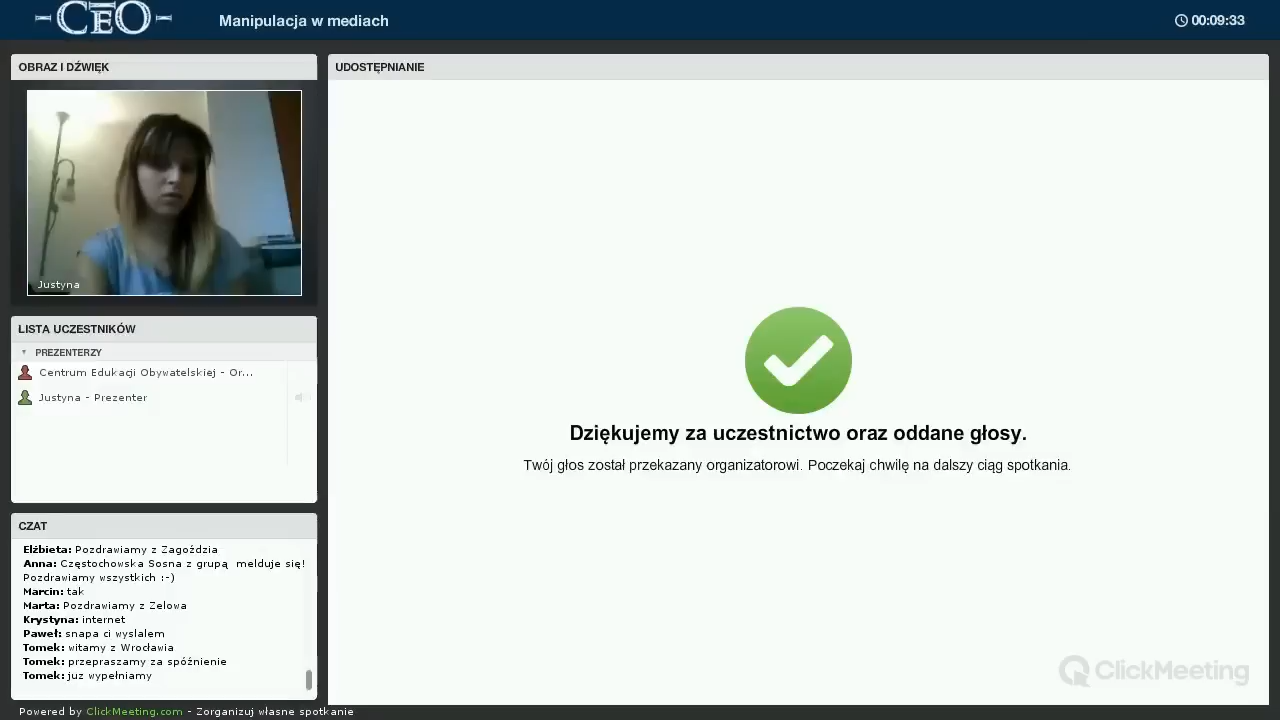 CEO
Manipulacja w mediach
00:09:33
OBRAZ I DŹWIĘK
Justyna
LISTA UCZESTNIKÓW
PREZENTERZY
Centrum Edukacji Obywatelskiej - Or...
Justyna - Prezenter
CZAT
Elżbieta: Pozdrawiamy z Zagoździa
Anna: Częstochowska Sosna z grupą melduje się!
Pozdrawiamy wszystkich :-)
Marcin: tak
Marta: Pozdrawiamy z Zelowa
Krystyna: internet
Paweł: snapa ci wyslalem
Tomek: witamy z Wrocławia
Tomek: przepraszamy za spóźnienie
Tomek: juz wypełniamy
Powered by ClickMeeting.com - Zorganizuj własne spotkanie
UDOSTĘPNIANIE
Dziękujemy za uczestnictwo oraz oddane głosy.
Twój głos został przekazany organizatorowi. Poczekaj chwilę na dalszy ciąg spotkania.
ClickMeeting